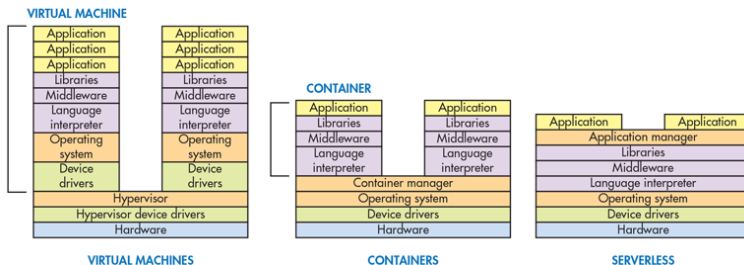 VIRTUAL MACHINE
Application
Application
Application
Libraries
Middleware
Language
interpreter
Operating
system
Device
drivers
Application
Application
Application
Libraries
Middleware
Language
interpreter
Operating
system
Device
drivers
Hypervisor
Hypervisor device drivers
Hardware
VIRTUAL MACHINES
CONTAINER
Application
Libraries
Middleware
Language
interpreter
Application
Libraries
Middleware
Language
interpreter
Container manager
Operating system
Device drivers
Hardware
CONTAINERS
Application
Application
Application manager
Libraries
Middleware
Language interpreter
Operating system
Device drivers
Hardware
SERVERLESS